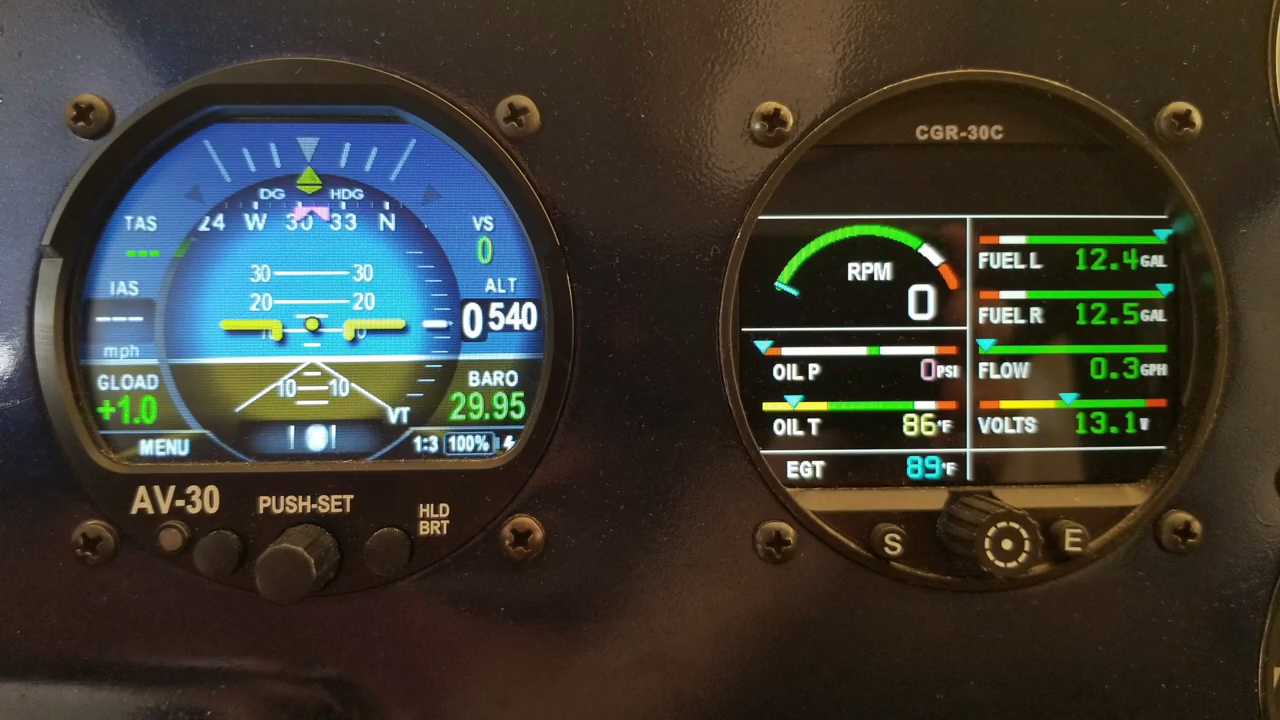 DG HDG
24 W 30 33 N
TAS
---
VS
0
30 30
20 20
IAS
---
mph
ALT
0540
GLOAD
+1.0
10 10
VT
BARO
29.95
MENU
1:3 100%
AV-30
PUSH-SET
HLD
BRT
CGR-30C
RPM
0
OIL P 0 PSI
OIL T 86°F
EGT 89°F
FUEL L 12.4 GAL
FUEL R 12.5 GAL
FLOW 0.3 GPH
VOLTS 13.1 V
S E